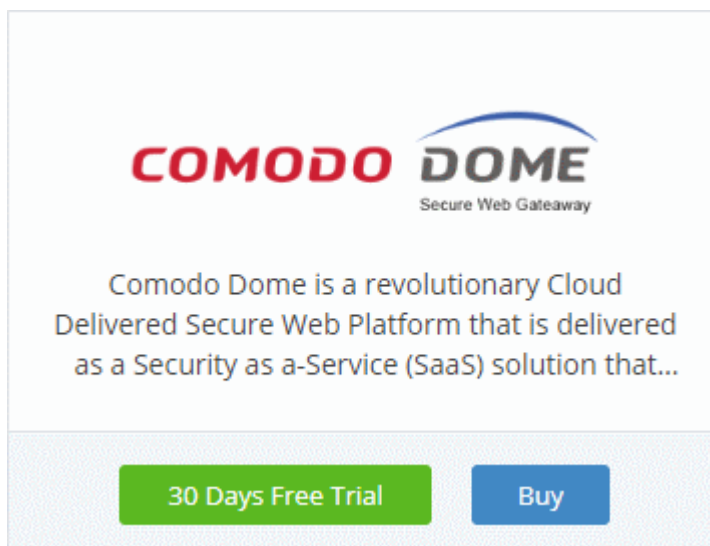 COMODO DOME
Secure Web Gateaway
Comodo Dome is a revolutionary Cloud
Delivered Secure Web Platform that is delivered
as a Security as a-Service (SaaS) solution that...
30 Days Free Trial
Buy